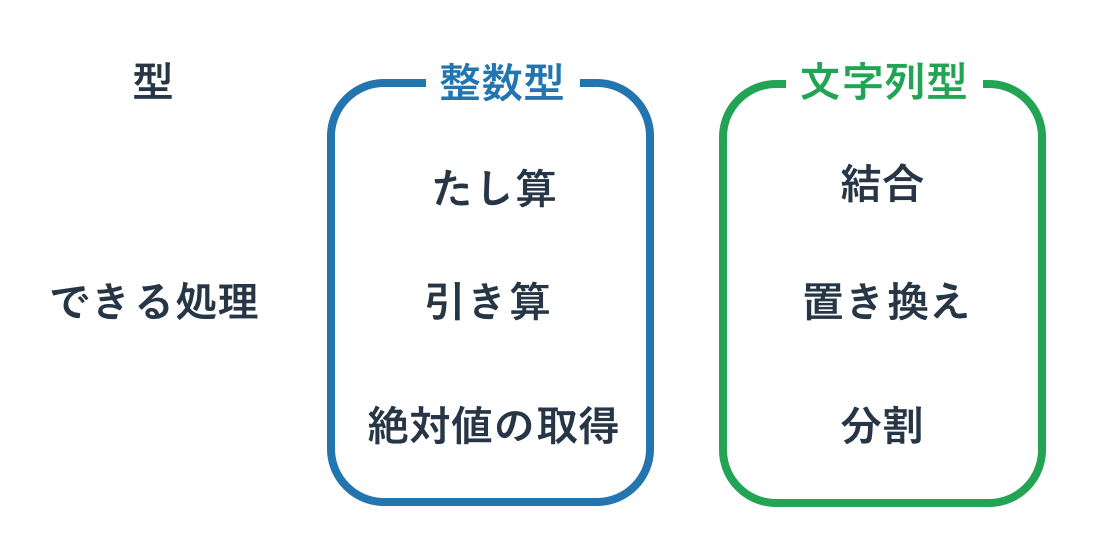 型
整数型
文字列型
できる処理
たし算
引き算
絶対値の取得
結合
置き換え
分割